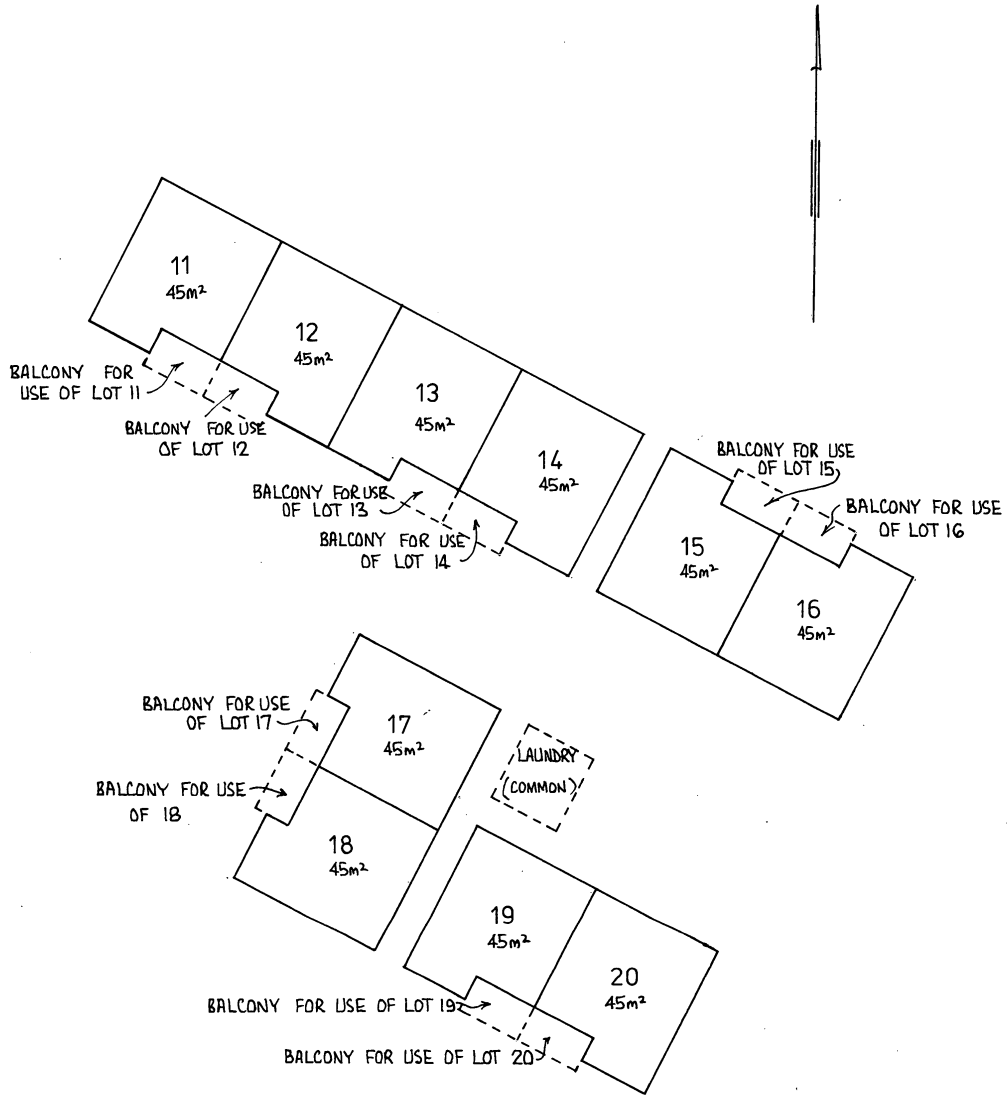 11
45m²
12
45m²
BALCONY FOR
USE OF LOT 11
13
45m²
BALCONY FOR USE
OF LOT 12
14
45m²
BALCONY FOR USE
OF LOT 15
BALCONY FOR USE
OF LOT 13
BALCONY FOR USE
OF LOT 16
BALCONY FOR USE
OF LOT 14
15
45m²
16
45m²
BALCONY FOR USE
OF LOT 17
17
45m²
LAUNDRY
(COMMON)
BALCONY FOR USE
OF 18
18
45m²
19
45m²
20
45m²
BALCONY FOR USE OF LOT 19
BALCONY FOR USE OF LOT 20